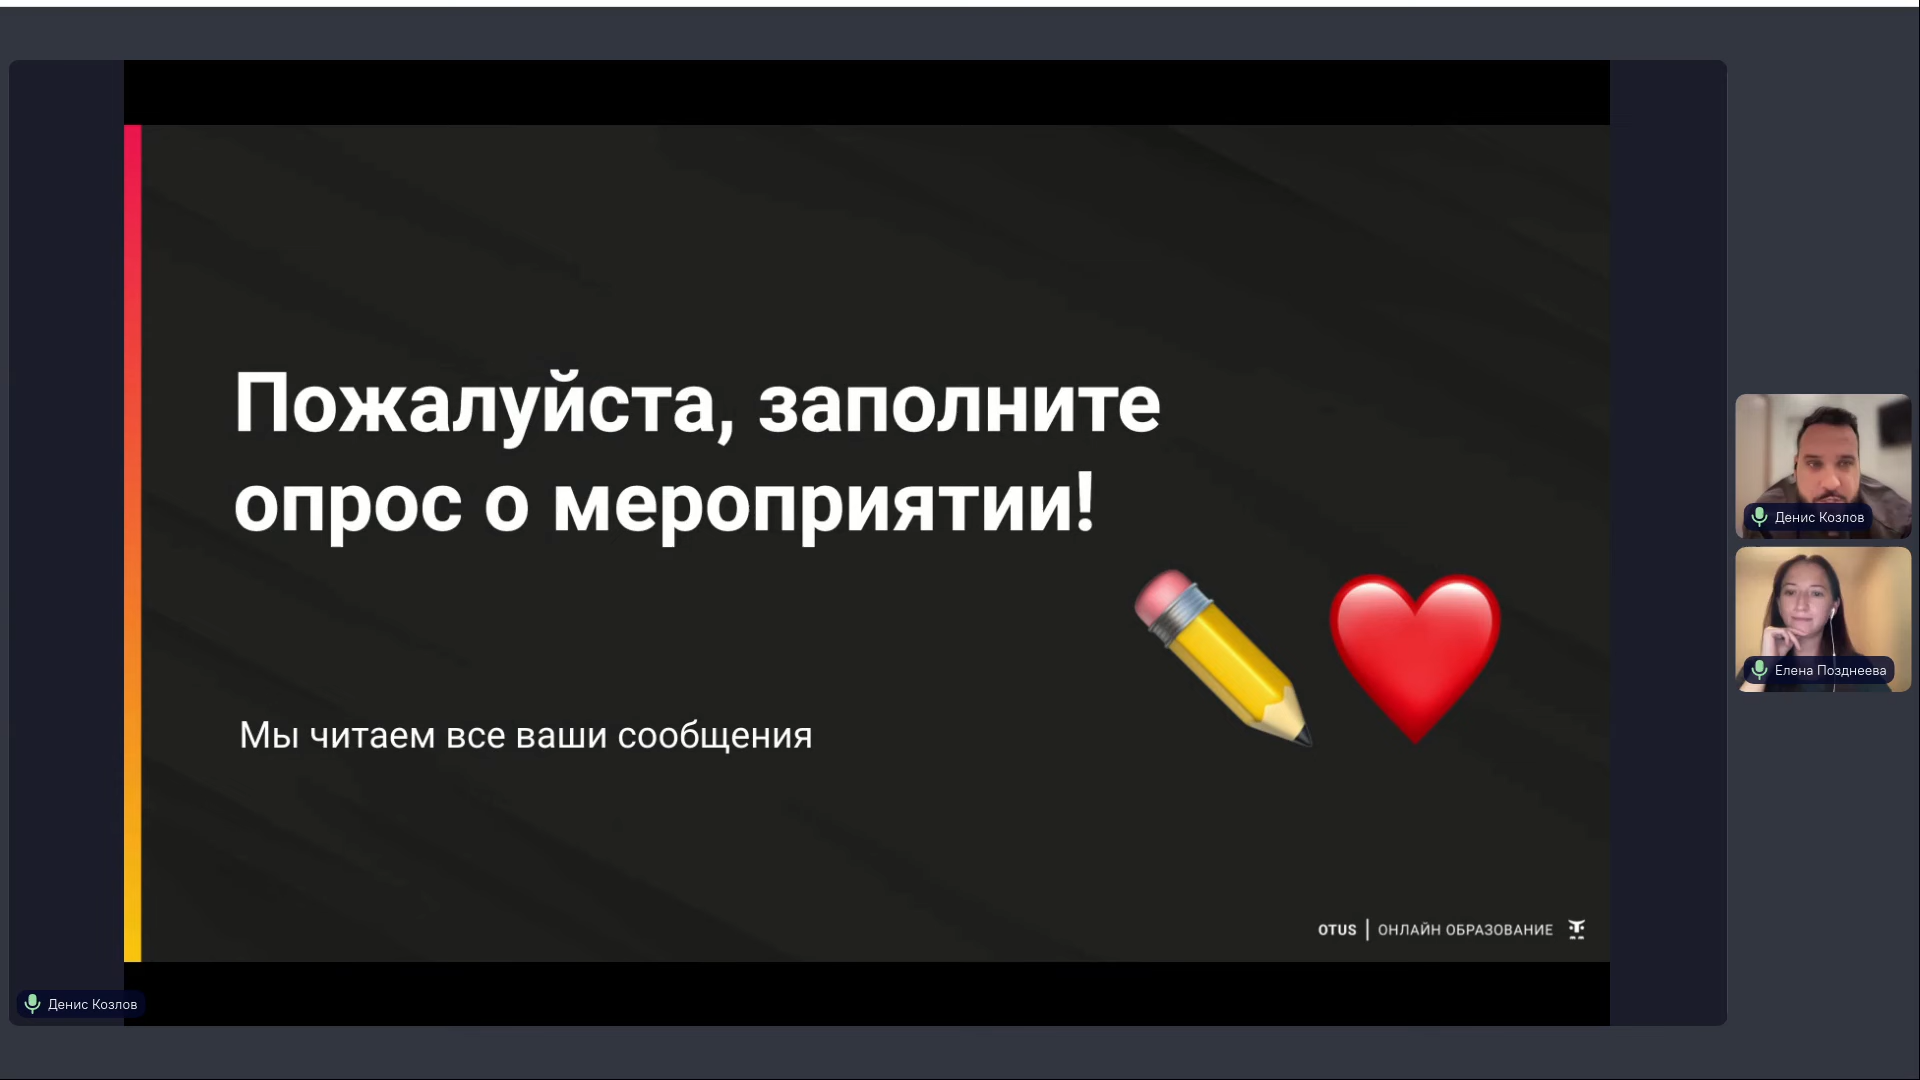 Пожалуйста, заполните
опрос о мероприятии!
Мы читаем все ваши сообщения
OTUS | ОНЛАЙН ОБРАЗОВАНИЕ
Денис Козлов
Денис Козлов
Елена Позднеева